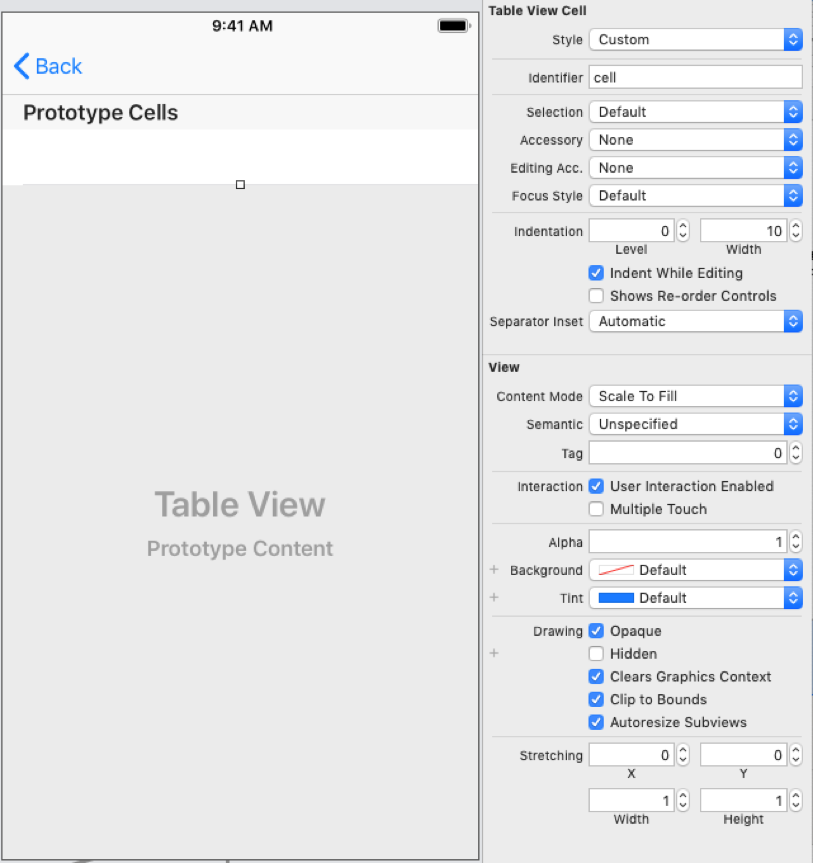 9:41 AM
Back
Prototype Cells
Table View
Prototype Content
Table View Cell
Style Custom
Identifier cell
Selection Default
Accessory None
Editing Acc. None
Focus Style Default
Indentation 0 10
Level Width
Indent While Editing
Shows Re-order Controls
Separator Inset Automatic
View
Content Mode Scale To Fill
Semantic Unspecified
Tag 0
Interaction User Interaction Enabled
Multiple Touch
Alpha 1
+ Background Default
+ Tint Default
Drawing Opaque
+ Hidden
Clears Graphics Context
Clip to Bounds
Autoresize Subviews
Stretching 0 0
X Y
1 1
Width Height